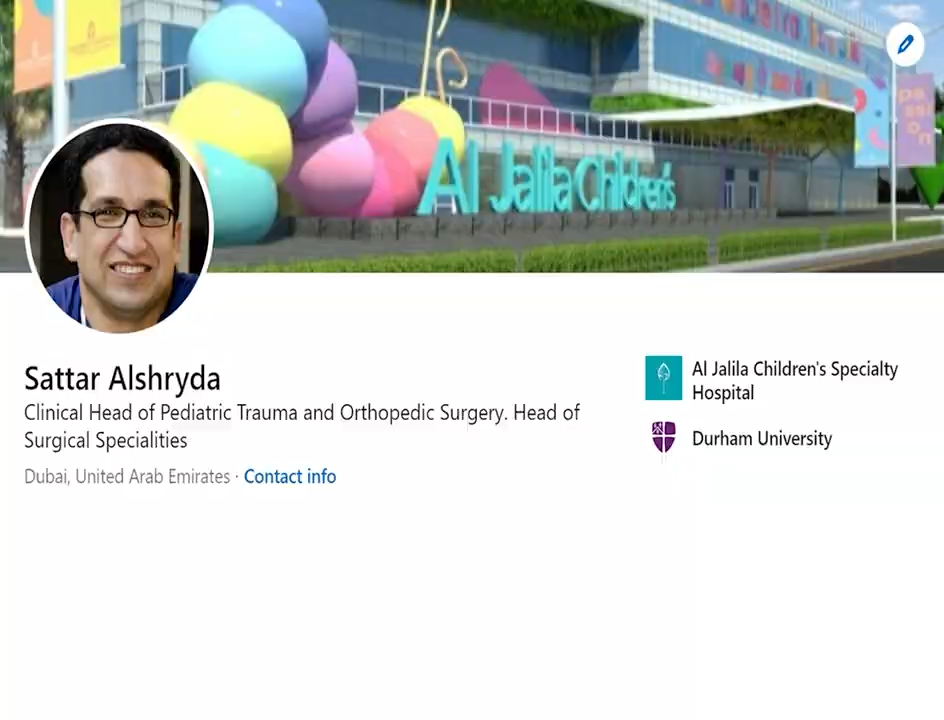 Al Jalila Children's
Sattar Alshryda
Clinical Head of Pediatric Trauma and Orthopedic Surgery. Head of
Surgical Specialities
Dubai, United Arab Emirates · Contact info
Al Jalila Children's Specialty
Hospital
Durham University